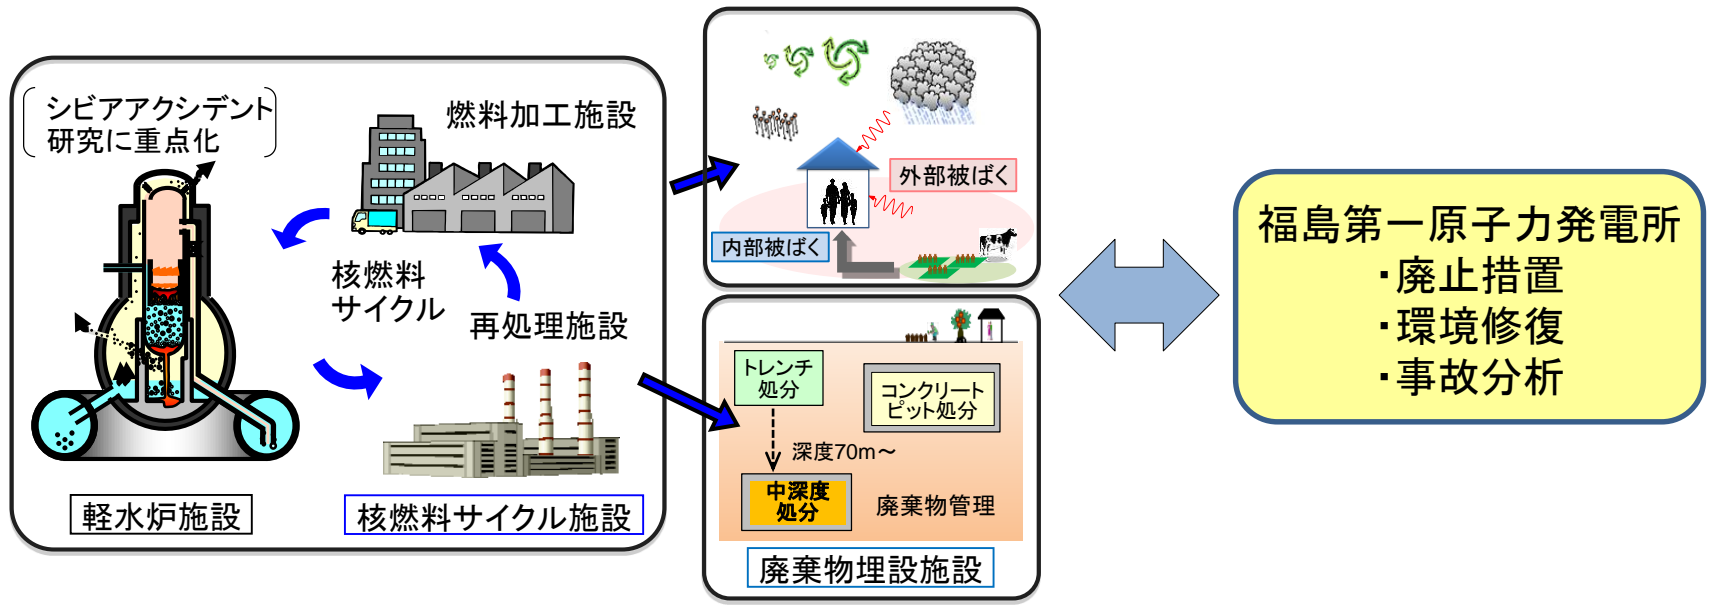 シビアアクシデント
研究に重点化
燃料加工施設
核燃料
サイクル
再処理施設
軽水炉施設
核燃料サイクル施設
外部被ばく
内部被ばく
トレンチ
処分
コンクリート
ピット処分
深度70m～
中深度
処分
廃棄物管理
廃棄物埋設施設
福島第一原子力発電所
・廃止措置
・環境修復
・事故分析